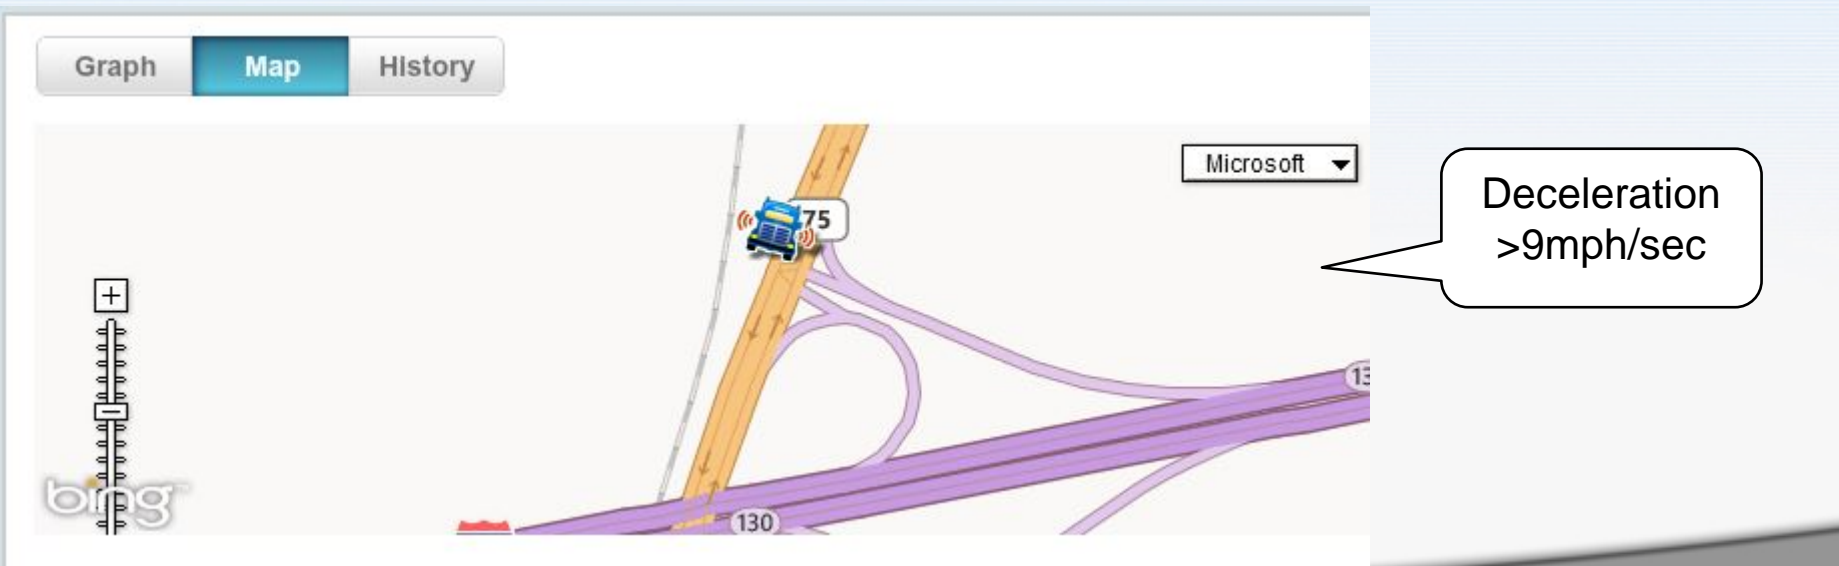 Graph
Map
History
Microsoft
Deceleration
>9mph/sec
75
130
bing